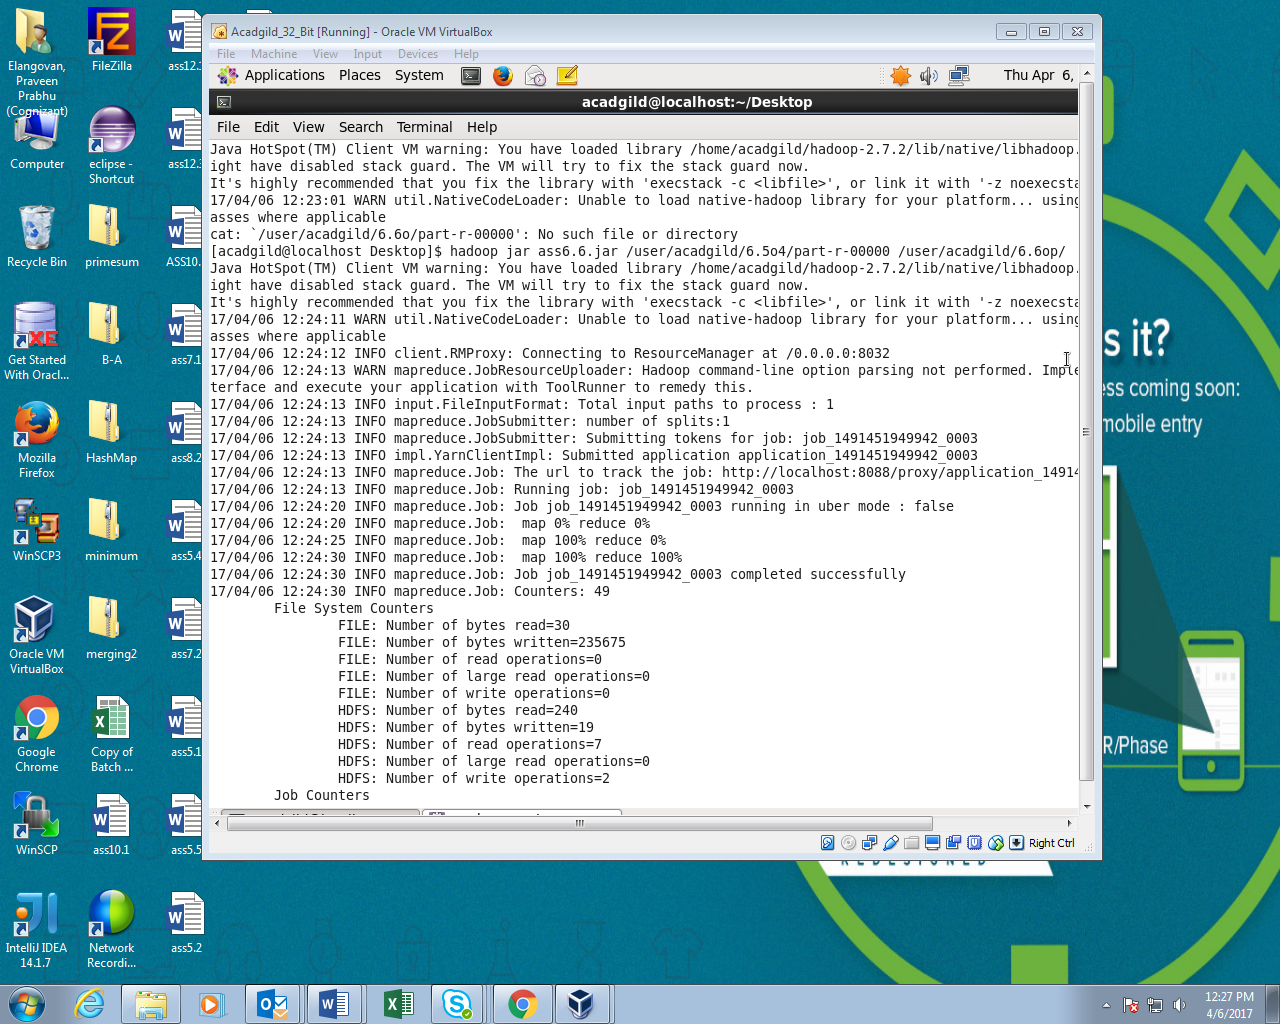 Elangovan,
Praveen
Prabhu
(Cognizant)
FileZilla
ass12.
Computer
eclipse -
Shortcut
ass12.3
Recycle Bin
primesum
ASS10.
Get Started
With Oracl...
B-A
ass7.1
Mozilla
Firefox
HashMap
ass8.2
WinSCP3
minimum
ass5.4
Oracle VM
VirtualBox
merging2
ass7.2
Google
Chrome
Copy of
Batch ...
ass5.1
WinSCP
ass10.1
ass5.5
IntelliJ IDEA
14.1.7
Network
Recordi...
ass5.2
Acadgild_32_Bit [Running] - Oracle VM VirtualBox
File Machine View Input Devices Help
Applications Places System Thu Apr 6,
acadgild@localhost:~/Desktop
File Edit View Search Terminal Help
Java HotSpot(TM) Client VM warning: You have loaded library /home/acadgild/hadoop-2.7.2/lib/native/libhadoop.
ight have disabled stack guard. The VM will try to fix the stack guard now.
It's highly recommended that you fix the library with 'execstack -c <libfile>', or link it with '-z noexecsta
17/04/06 12:23:01 WARN util.NativeCodeLoader: Unable to load native-hadoop library for your platform... using
asses where applicable
cat: `/user/acadgild/6.6o/part-r-00000': No such file or directory
[acadgild@localhost Desktop]$ hadoop jar ass6.6.jar /user/acadgild/6.5o4/part-r-00000 /user/acadgild/6.6op/
Java HotSpot(TM) Client VM warning: You have loaded library /home/acadgild/hadoop-2.7.2/lib/native/libhadoop.
ight have disabled stack guard. The VM will try to fix the stack guard now.
It's highly recommended that you fix the library with 'execstack -c <libfile>', or link it with '-z noexecsta
17/04/06 12:24:11 WARN util.NativeCodeLoader: Unable to load native-hadoop library for your platform... using
asses where applicable
17/04/06 12:24:12 INFO client.RMProxy: Connecting to ResourceManager at /0.0.0.0:8032
17/04/06 12:24:13 WARN mapreduce.JobResourceUploader: Hadoop command-line option parsing not performed. Imple
terface and execute your application with ToolRunner to remedy this.
17/04/06 12:24:13 INFO input.FileInputFormat: Total input paths to process : 1
17/04/06 12:24:13 INFO mapreduce.JobSubmitter: number of splits:1
17/04/06 12:24:13 INFO mapreduce.JobSubmitter: Submitting tokens for job: job_1491451949942_0003
17/04/06 12:24:13 INFO impl.YarnClientImpl: Submitted application application_1491451949942_0003
17/04/06 12:24:13 INFO mapreduce.Job: The url to track the job: http://localhost:8088/proxy/application_14914
17/04/06 12:24:13 INFO mapreduce.Job: Running job: job_1491451949942_0003
17/04/06 12:24:20 INFO mapreduce.Job: Job job_1491451949942_0003 running in uber mode : false
17/04/06 12:24:20 INFO mapreduce.Job:  map 0% reduce 0%
17/04/06 12:24:25 INFO mapreduce.Job:  map 100% reduce 0%
17/04/06 12:24:30 INFO mapreduce.Job:  map 100% reduce 100%
17/04/06 12:24:30 INFO mapreduce.Job: Job job_1491451949942_0003 completed successfully
17/04/06 12:24:30 INFO mapreduce.Job: Counters: 49
File System Counters
FILE: Number of bytes read=30
FILE: Number of bytes written=235675
FILE: Number of read operations=0
FILE: Number of large read operations=0
FILE: Number of write operations=0
HDFS: Number of bytes read=240
HDFS: Number of bytes written=19
HDFS: Number of read operations=7
HDFS: Number of large read operations=0
HDFS: Number of write operations=2
Job Counters
Right Ctrl
s it?
ess coming soon:
mobile entry
R/Phase
REDESIGNED
12:27 PM
4/6/2017